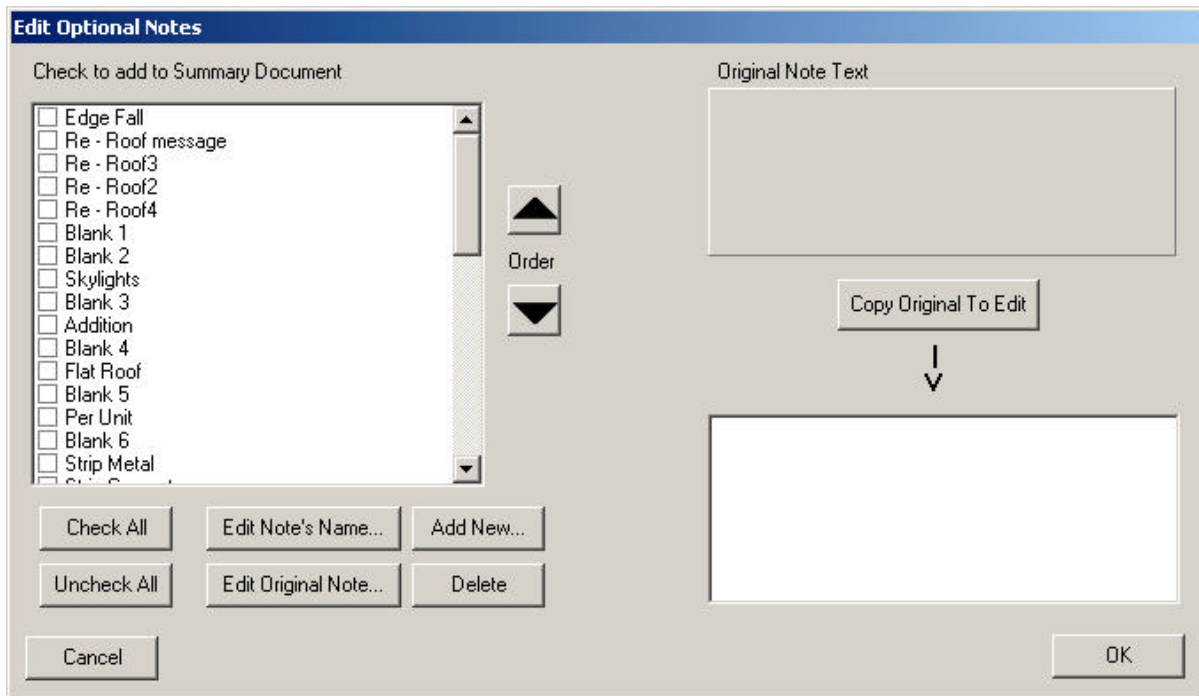 Edit Optional Notes
Check to add to Summary Document
Edge Fall
Re - Roof message
Re - Roof3
Re - Roof2
Re - Roof4
Blank 1
Blank 2
Skylights
Blank 3
Addition
Blank 4
Flat Roof
Blank 5
Per Unit
Blank 6
Strip Metal
Order
Check All
Edit Note's Name...
Add New...
Uncheck All
Edit Original Note...
Delete
Cancel
Original Note Text
Copy Original To Edit
OK